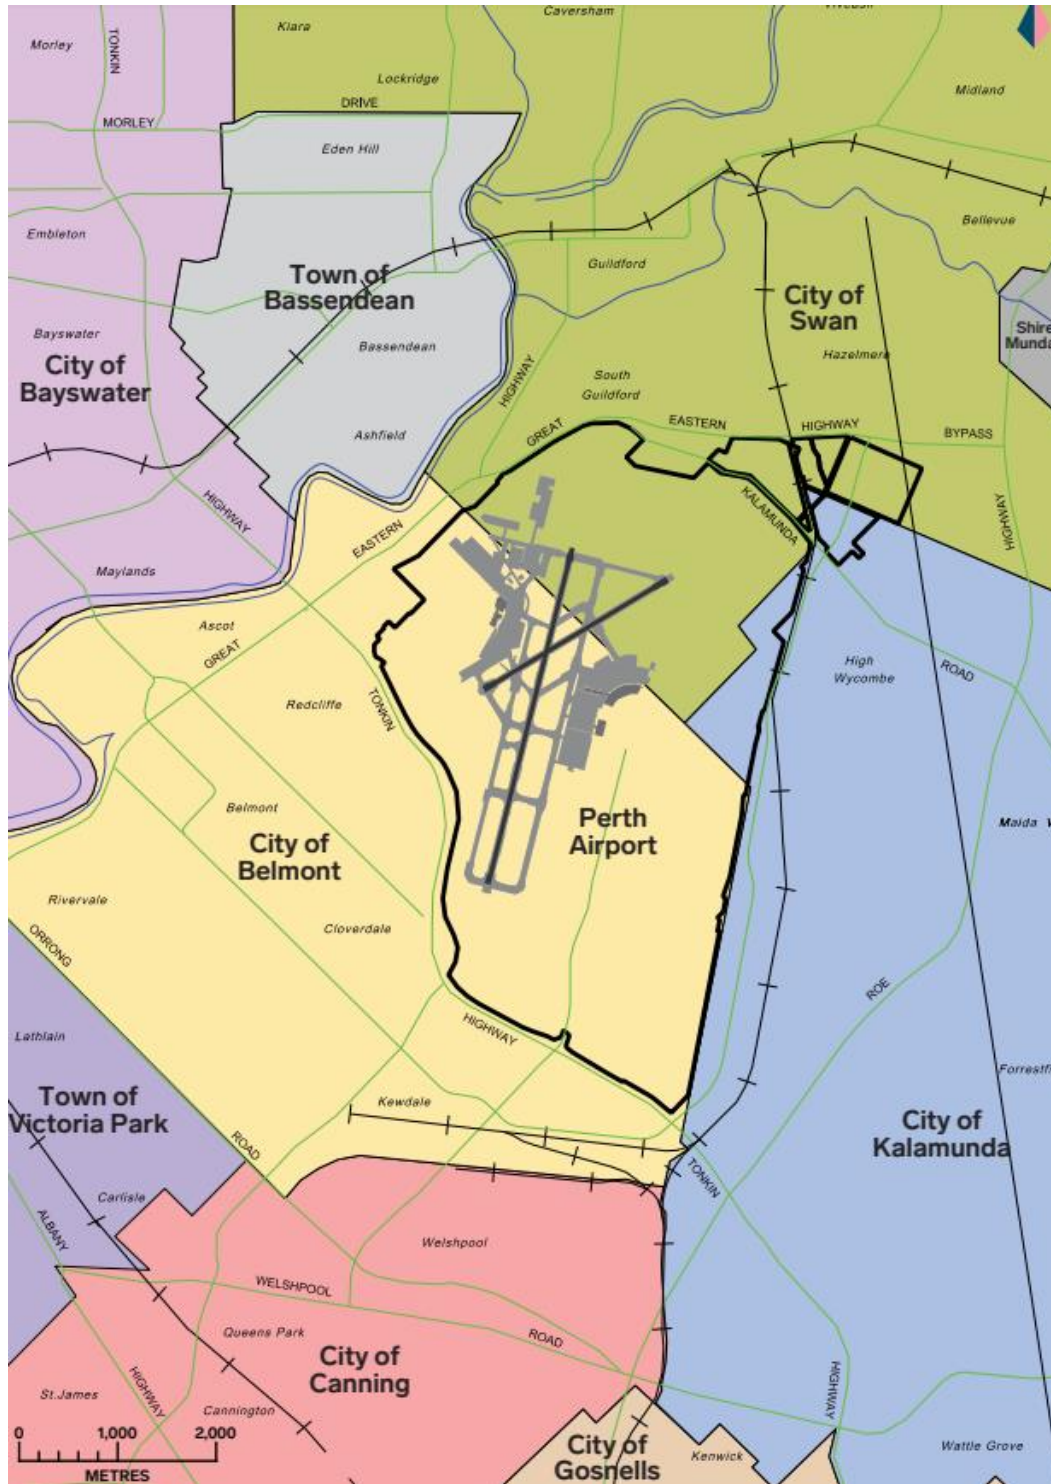 Caversham
Kiara
Morley
TONKIN
Lockridge
Midland
DRIVE
MORLEY
Eden Hill
Bellevue
Embleton
Guildford
Town of
Bassendean
City of
Swan
Shire
Bayswater
Bassendean
Hazelmere
City of
Bayswater
South
Guildford
HIGHWAY
EASTERN
HIGHWAY
BYPASS
GREAT
Ashfield
HIGHWAY
KALAMUNDA
HIGHWAY
EASTERN
Maylands
Ascot
GREAT
High
Wycombe
ROAD
Redcliffe
TONKIN
Belmont
Perth
Airport
Maida
City of
Belmont
Rivervale
Cloverdale
ORRONG
ROE
HIGHWAY
Lathlain
Town of
Victoria Park
Kewdale
City of
Kalamunda
ROAD
TONKIN
Carlisle
ALBANY
Welshpool
WELSHPOOL
ROAD
Queens Park
City of
Canning
St.James
HIGHWAY
HIGHWAY
Cannington
0
1,000
2,000
METRES
City of
Gosnells
Kenwick
Wattle Grove